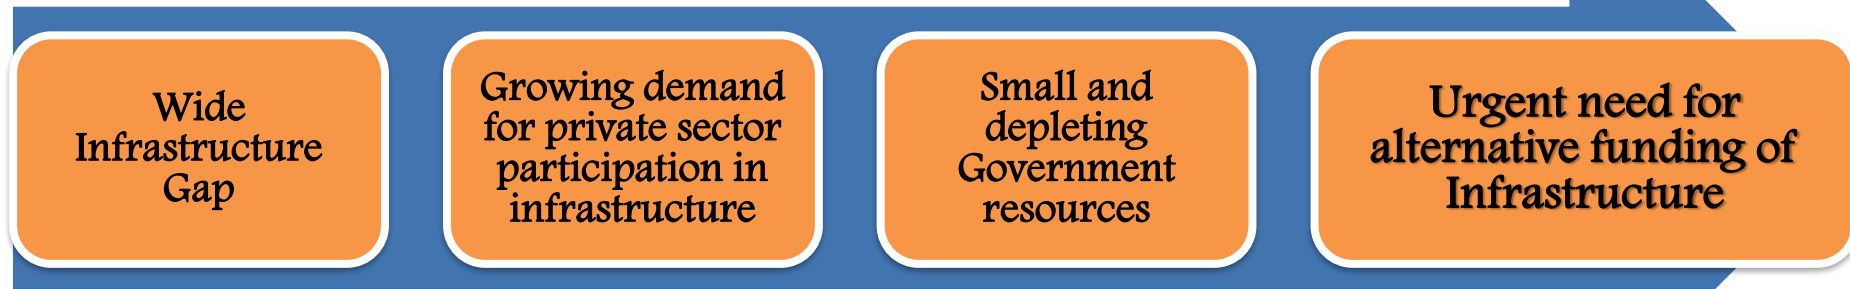 Wide
Infrastructure
Gap
Growing demand
for private sector
participation in
infrastructure
Small and
depleting
Government
resources
Urgent need for
alternative funding of
Infrastructure